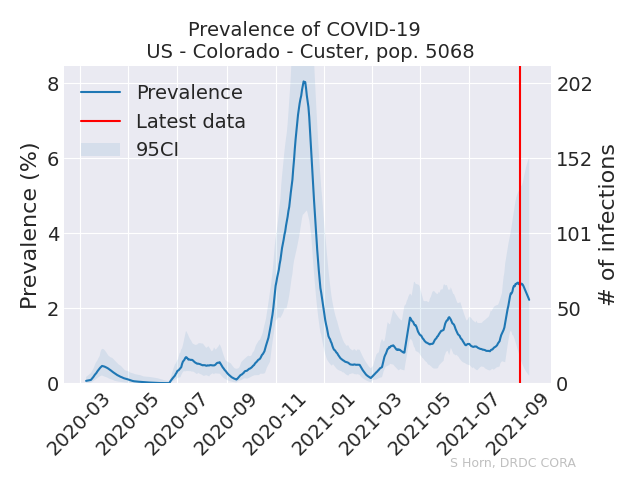 Prevalence of COVID-19
US - Colorado - Custer, pop. 5068
Prevalence
Latest data
95CI
Prevalence (%)
8
6
4
2
0
202
152
101
50
0
# of infections
2020-03
2020-05
2020-07
2020-09
2020-11
2021-01
2021-03
2021-05
2021-07
2021-09
S Horn, DRDC CORA